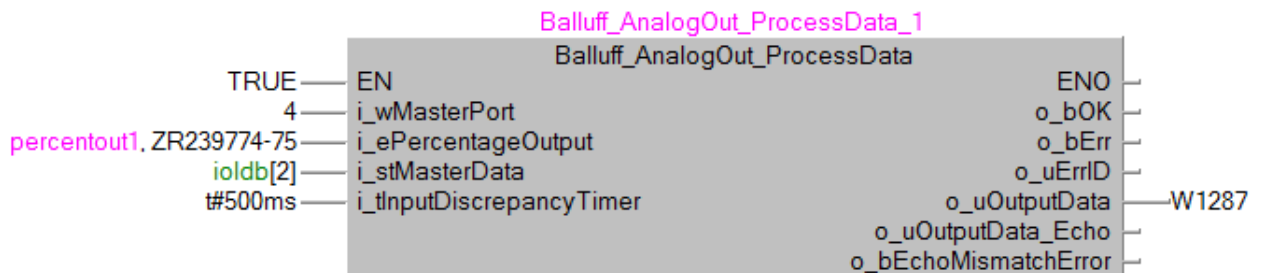 Balluff_AnalogOut_ProcessData_1
Balluff_AnalogOut_ProcessData
TRUE EN ENO
4 i_wMasterPort o_bOK
percentout1, ZR239774-75 i_ePercentageOutput o_bErr
ioldb[2] i_stMasterData o_uErrID
t#500ms i_tInputDiscrepancyTimer o_uOutputData W1287
o_uOutputData_Echo
o_bEchoMismatchError